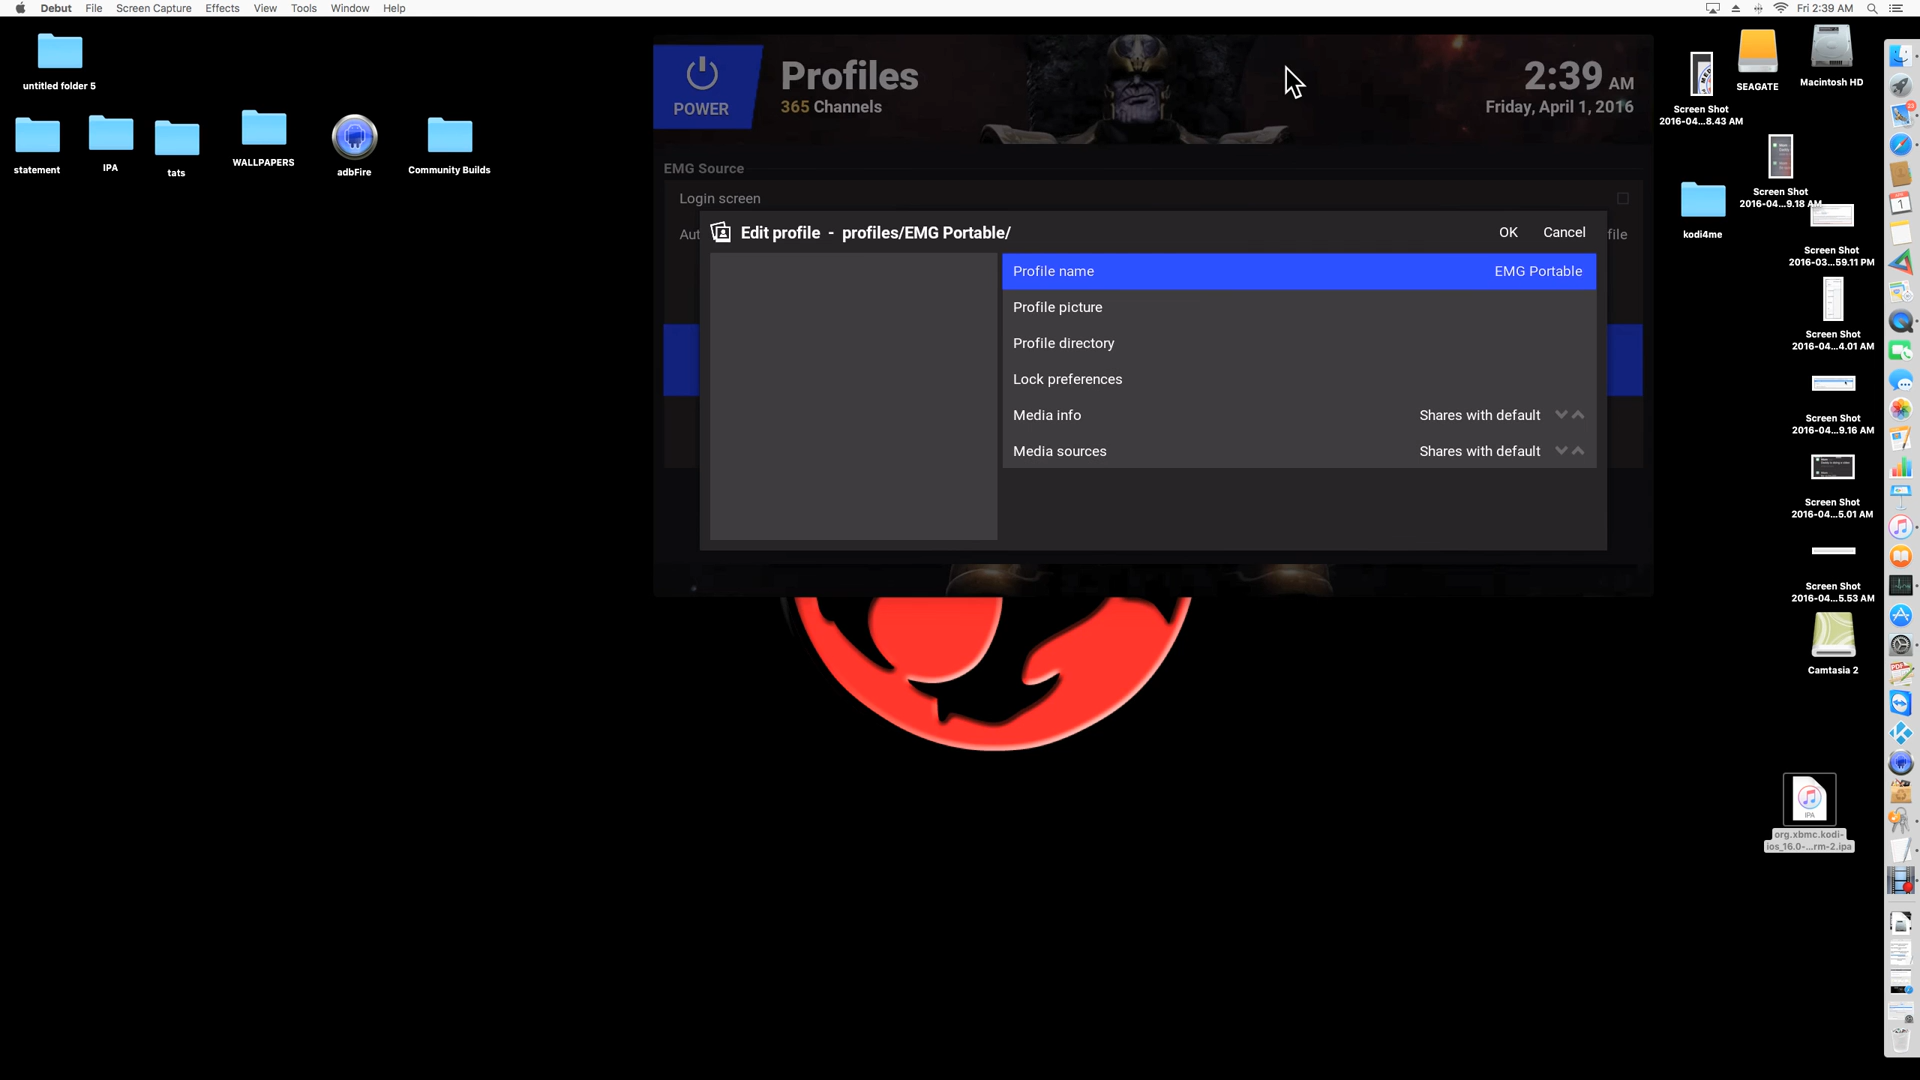 Debut File Screen Capture Effects View Tools Window Help
Fri 2:39 AM
untitled folder 5
statement
IPA
tats
WALLPAPERS
adbFire
Community Builds
POWER
Profiles
365 Channels
2:39 AM
Friday, April 1, 2016
EMG Source
Login screen
Aut
file
Edit profile - profiles/EMG Portable/
OK
Cancel
Profile name EMG Portable
Profile picture
Profile directory
Lock preferences
Media info Shares with default
Media sources Shares with default
Screen Shot
2016-04...8.43 AM
SEAGATE
Macintosh HD
Screen Shot
2016-04...9.18 AM
kodi4me
Screen Shot
2016-03...59.11 PM
Screen Shot
2016-04...4.01 AM
Screen Shot
2016-04...9.16 AM
Screen Shot
2016-04...5.01 AM
Screen Shot
2016-04...5.53 AM
Camtasia 2
IPA
org.xbmc.kodi-
ios_16.0-...rm-2.ipa